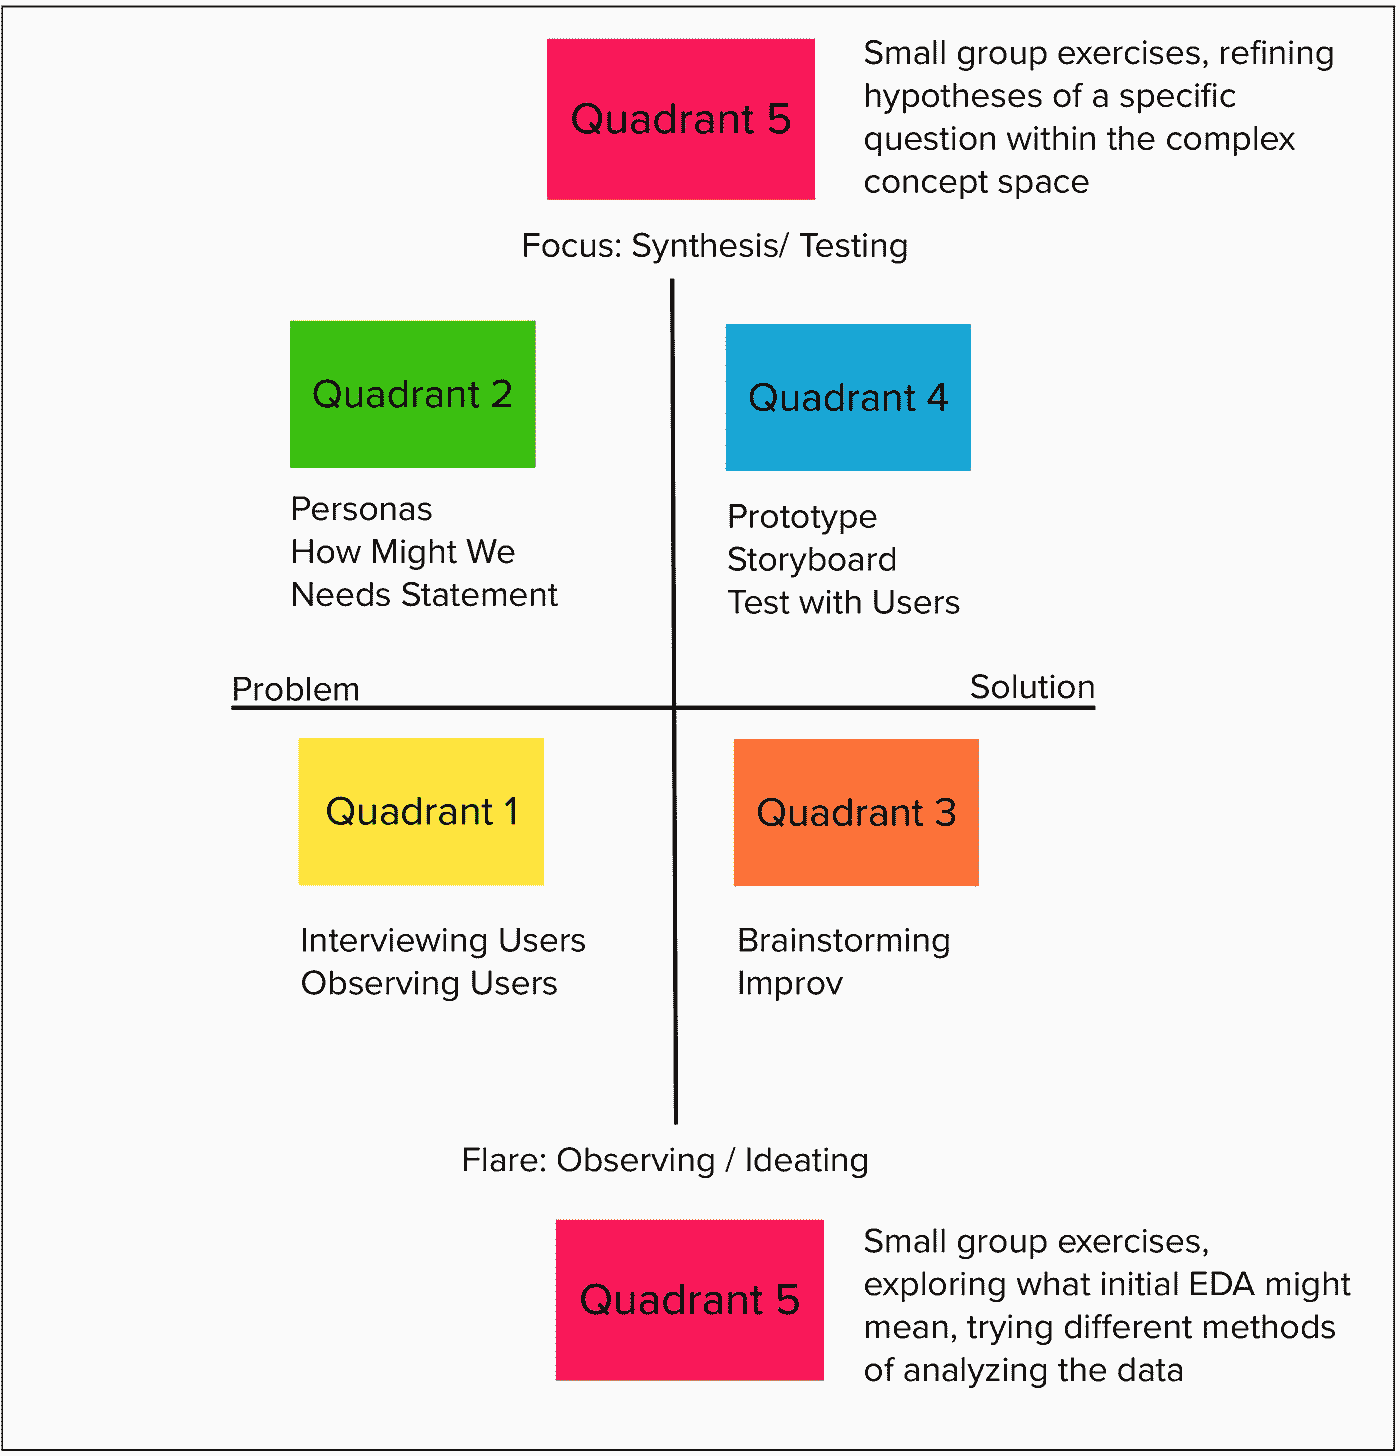 Quadrant 5
Small group exercises, refining
hypotheses of a specific
question within the complex
concept space
Focus: Synthesis/ Testing
Quadrant 2
Personas
How Might We
Needs Statement
Quadrant 4
Prototype
Storyboard
Test with Users
Problem
Solution
Quadrant 1
Interviewing Users
Observing Users
Quadrant 3
Brainstorming
Improv
Flare: Observing / Ideating
Quadrant 5
Small group exercises,
exploring what initial EDA might
mean, trying different methods
of analyzing the data